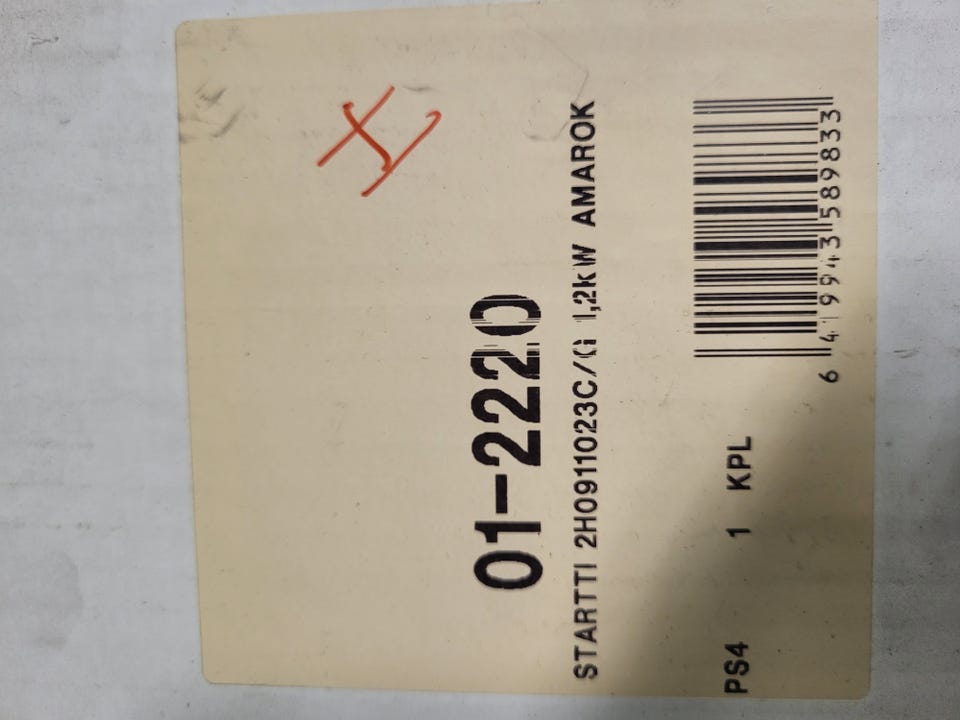 01-2220
STARTTI 2H0911023C/G 1,2kW AMAROK
PS4 1 KPL
6 419943 589833